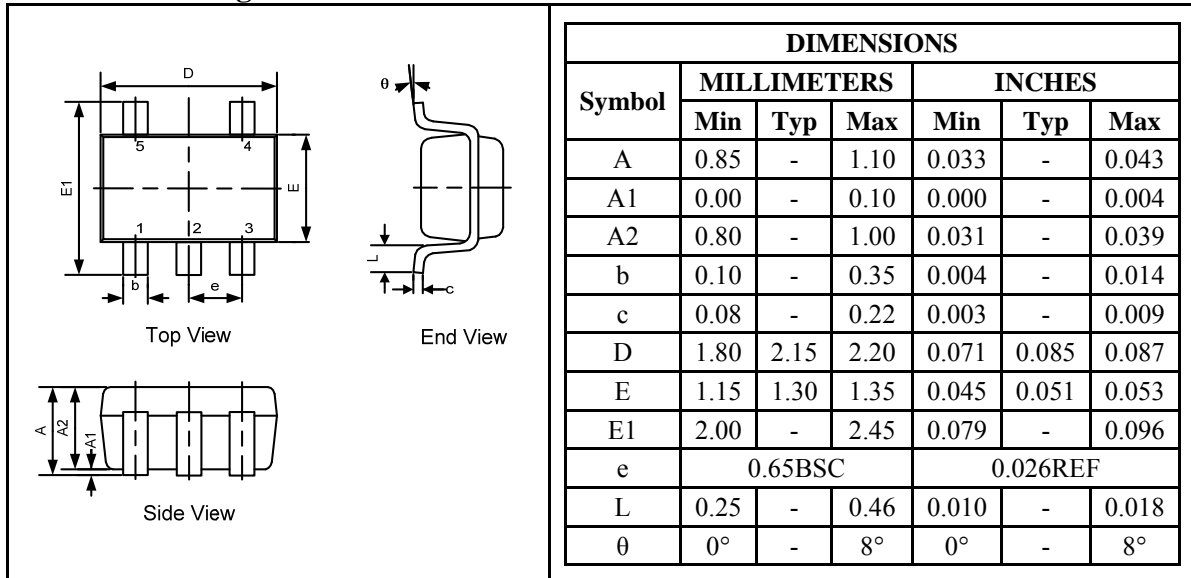 D
θ
5 4
E1
E
1 2 3
L
b
e
c
Top View
End View
A
A2
A1
Side View
DIMENSIONS
Symbol MILLIMETERS INCHES
Min Typ Max Min Typ Max
A 0.85 - 1.10 0.033 - 0.043
A1 0.00 - 0.10 0.000 - 0.004
A2 0.80 - 1.00 0.031 - 0.039
b 0.10 - 0.35 0.004 - 0.014
c 0.08 - 0.22 0.003 - 0.009
D 1.80 2.15 2.20 0.071 0.085 0.087
E 1.15 1.30 1.35 0.045 0.051 0.053
E1 2.00 - 2.45 0.079 - 0.096
e 0.65BSC 0.026REF
L 0.25 - 0.46 0.010 - 0.018
θ 0° - 8° 0° - 8°